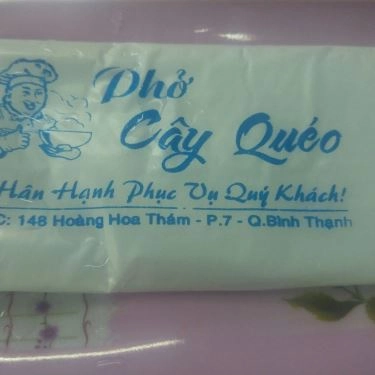 Phở
Cây Quéo
Hân Hạnh Phục Vụ Quý Khách!
C: 148 Hoàng Hoa Thám - P.7 - Q.Bình Thạnh